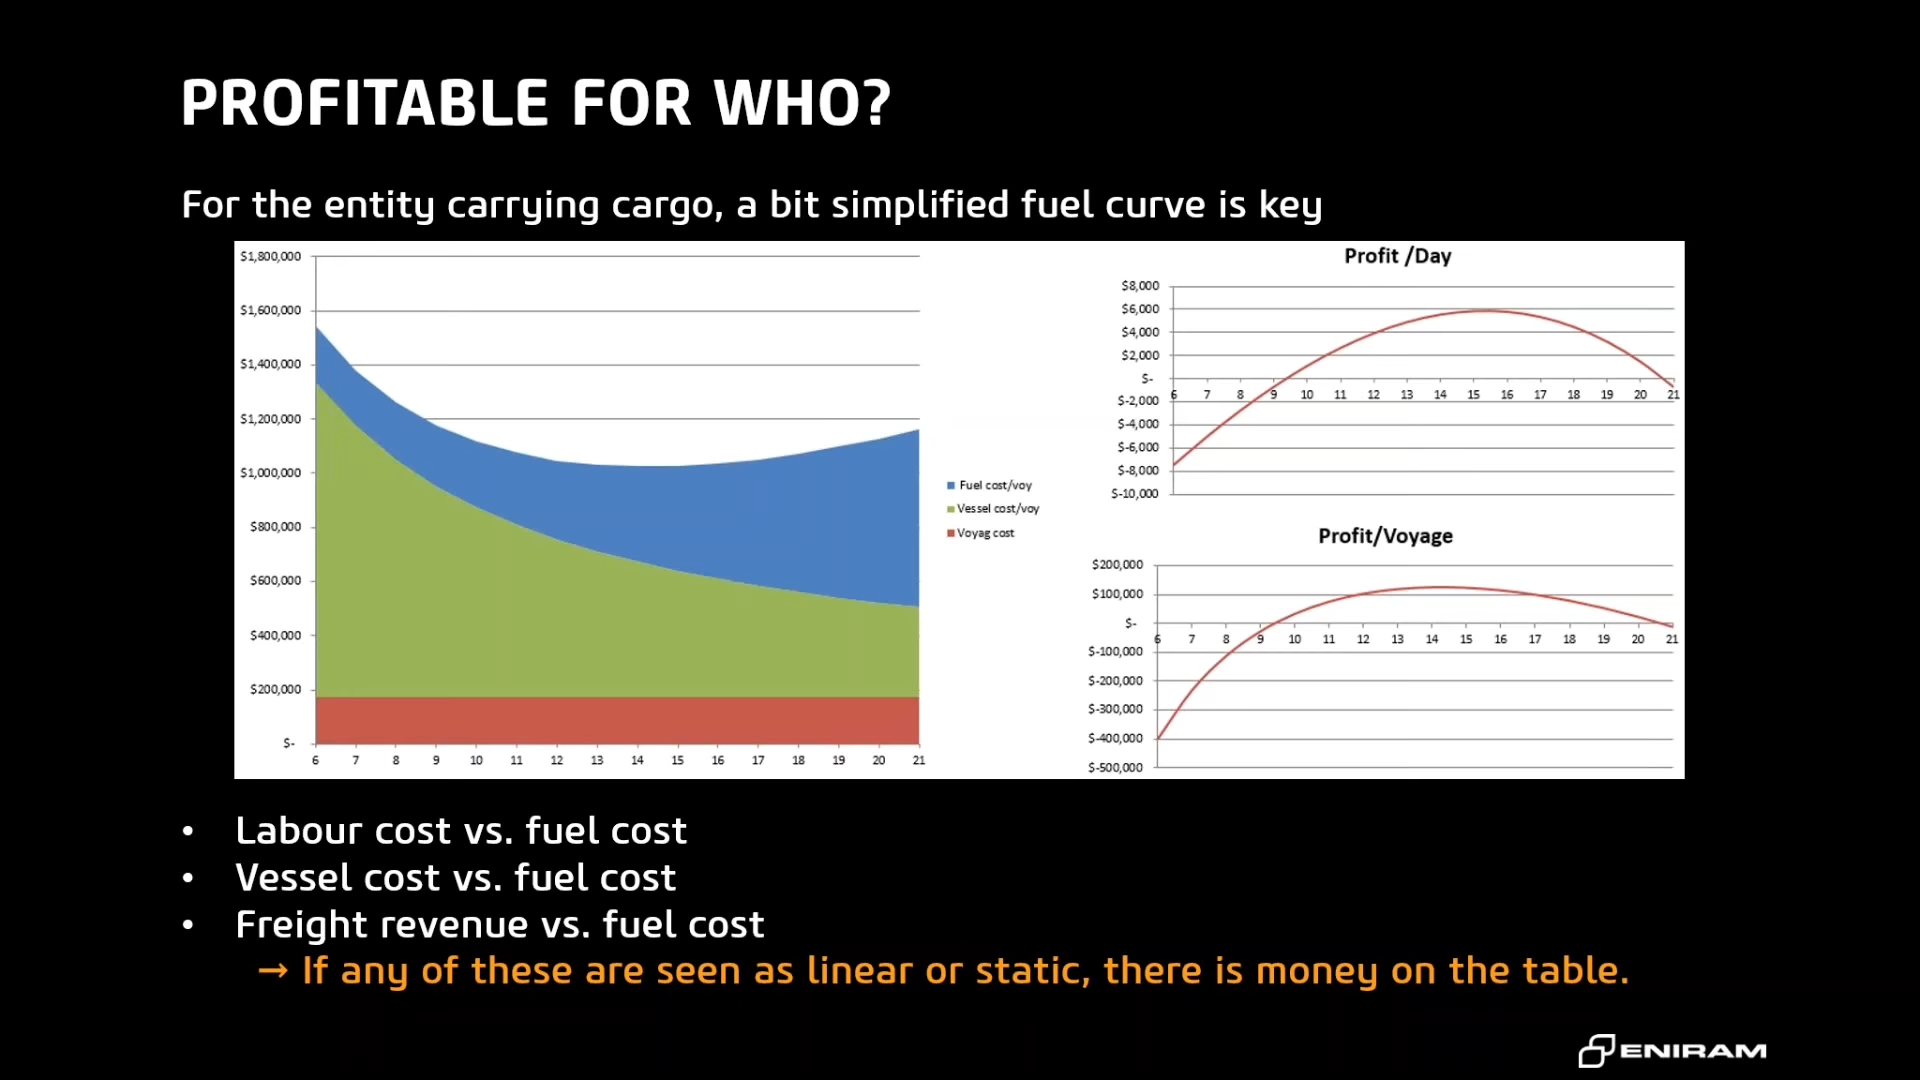 PROFITABLE FOR WHO?
For the entity carrying cargo, a bit simplified fuel curve is key
$1,800,000
$1,600,000
$1,400,000
$1,200,000
$1,000,000
$800,000
$600,000
$400,000
$200,000
$-
6 7 8 9 10 11 12 13 14 15 16 17 18 19 20 21
Fuel cost/voy
Vessel cost/voy
Voyag cost
Profit /Day
$8,000
$6,000
$4,000
$2,000
$-
6 7 8 9 10 11 12 13 14 15 16 17 18 19 20 21
$-2,000
$-4,000
$-6,000
$-8,000
$-10,000
Profit/Voyage
$200,000
$100,000
$-
6 7 8 9 10 11 12 13 14 15 16 17 18 19 20 21
$-100,000
$-200,000
$-300,000
$-400,000
$-500,000
• Labour cost vs. fuel cost
• Vessel cost vs. fuel cost
• Freight revenue vs. fuel cost
→ If any of these are seen as linear or static, there is money on the table.
ENIRAM